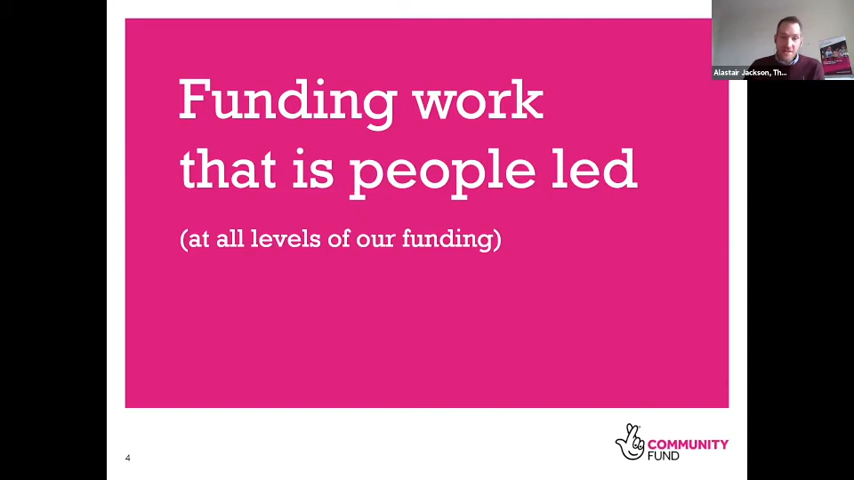 Funding work
that is people led
(at all levels of our funding)
Alastair Jackson, Th...
4
COMMUNITY
FUND